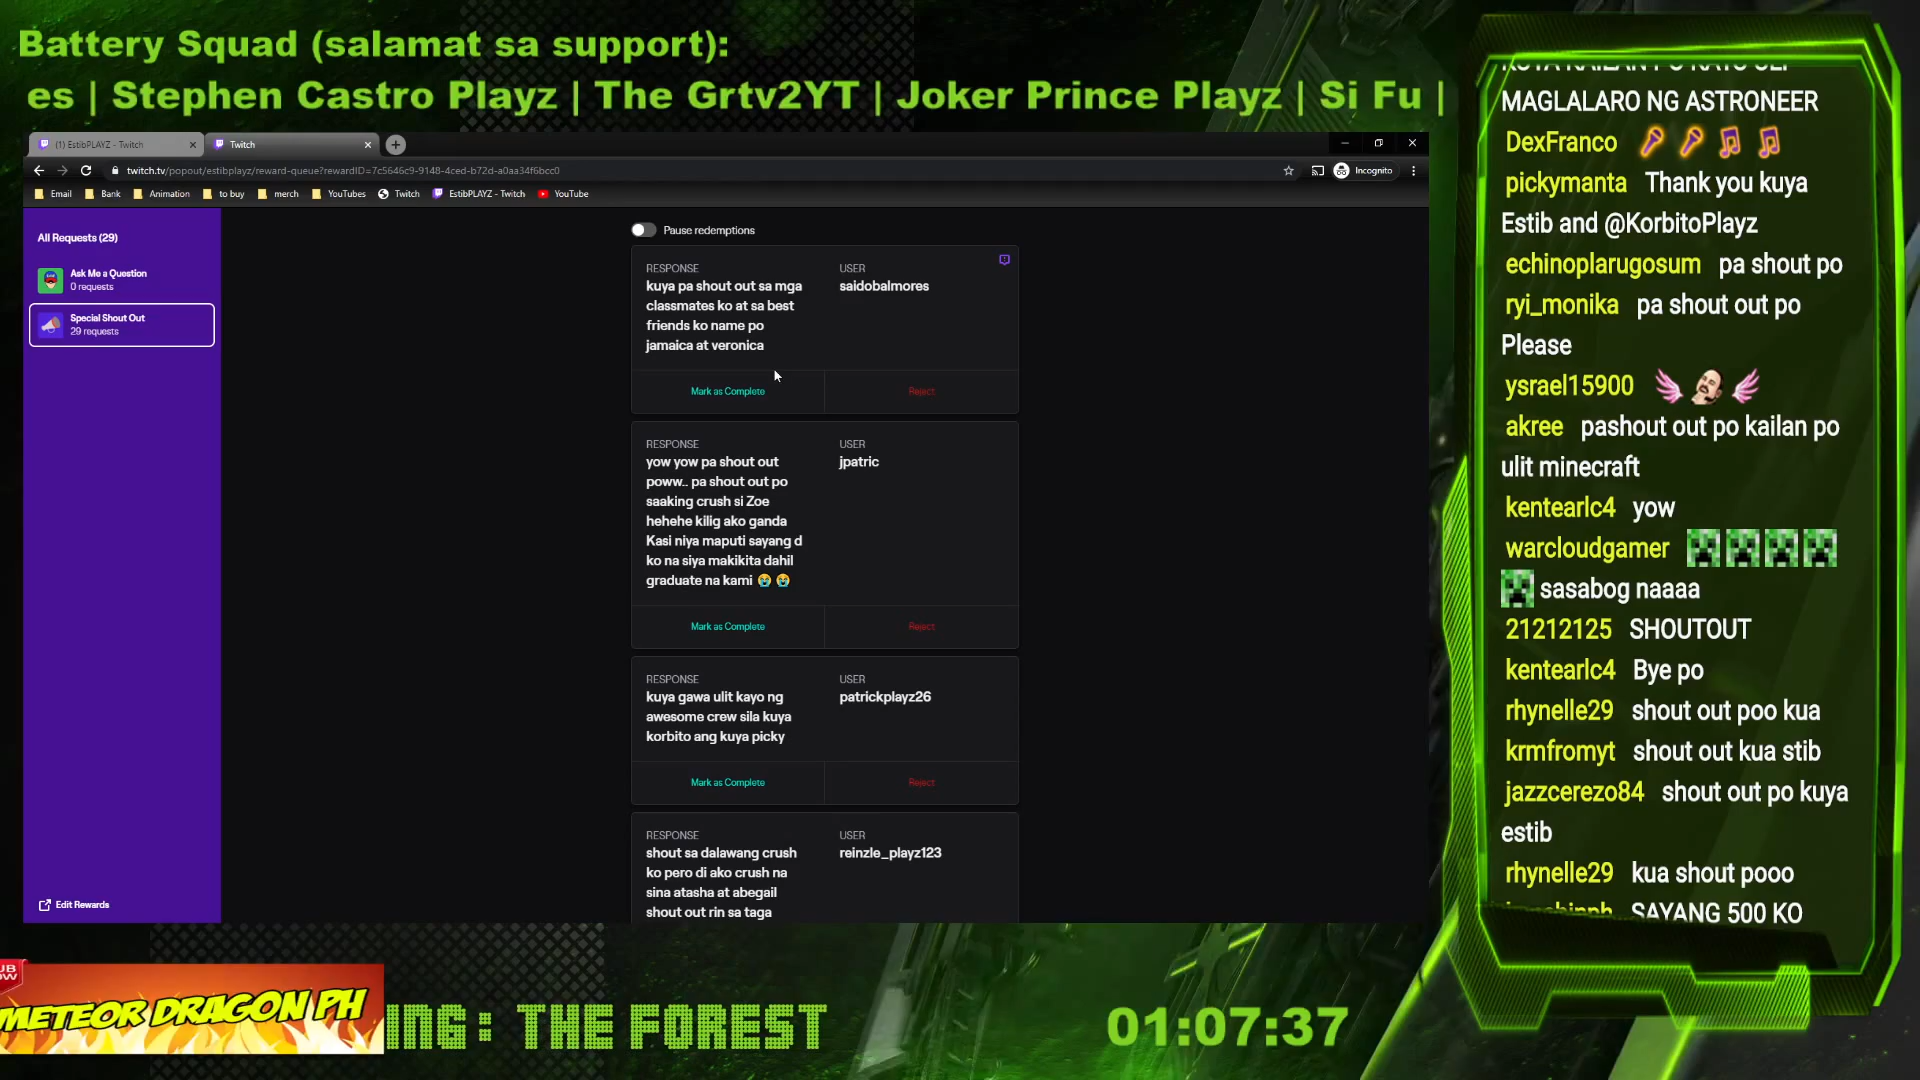 Battery Squad (salamat sa support):
es | Stephen Castro Playz | The Grtv2YT | Joker Prince Playz | Si Fu |
(1) EstibPLAYZ - Twitch
Twitch
twitch.tv/popout/estibplayz/reward-queue?rewardID=7c5646c9-9148-4ced-b72d-a0aa34f6bcc0
Incognito
Email
Bank
Animation
to buy
merch
YouTubes
Twitch
EstibPLAYZ - Twitch
YouTube
All Requests (29)
Ask Me a Question
0 requests
Special Shout Out
29 requests
Edit Rewards
Pause redemptions
RESPONSE
kuya pa shout out sa mga
classmates ko at sa best
friends ko name po
jamaica at veronica
USER
saidobalmores
Mark as Complete
Reject
RESPONSE
yow yow pa shout out
poww.. pa shout out po
saaking crush si Zoe
hehehe kilig ako ganda
Kasi niya maputi sayang d
ko na siya makikita dahil
graduate na kami 😭 😭
USER
jpatric
Mark as Complete
Reject
RESPONSE
kuya gawa ulit kayo ng
awesome crew sila kuya
korbito ang kuya picky
USER
patrickplayz26
Mark as Complete
Reject
RESPONSE
shout sa dalawang crush
ko pero di ako crush na
sina atasha at abegail
shout out rin sa taga
USER
reinzle_playz123
MAGLALARO NG ASTRONEER
DexFranco
pickymanta Thank you kuya
Estib and @KorbitoPlayz
echinoplarugosum pa shout po
ryi_monika pa shout out po
Please
ysrael15900
akree pashout out po kailan po
ulit minecraft
kentearlc4 yow
warcloudgamer
sasabog naaaa
21212125 SHOUTOUT
kentearlc4 Bye po
rhynelle29 shout out poo kua
krmfromyt shout out kua stib
jazzcerezo84 shout out po kuya
estib
rhynelle29 kua shout pooo
SAYANG 500 KO
METEOR DRAGON PH
ING: THE FOREST
01:07:37